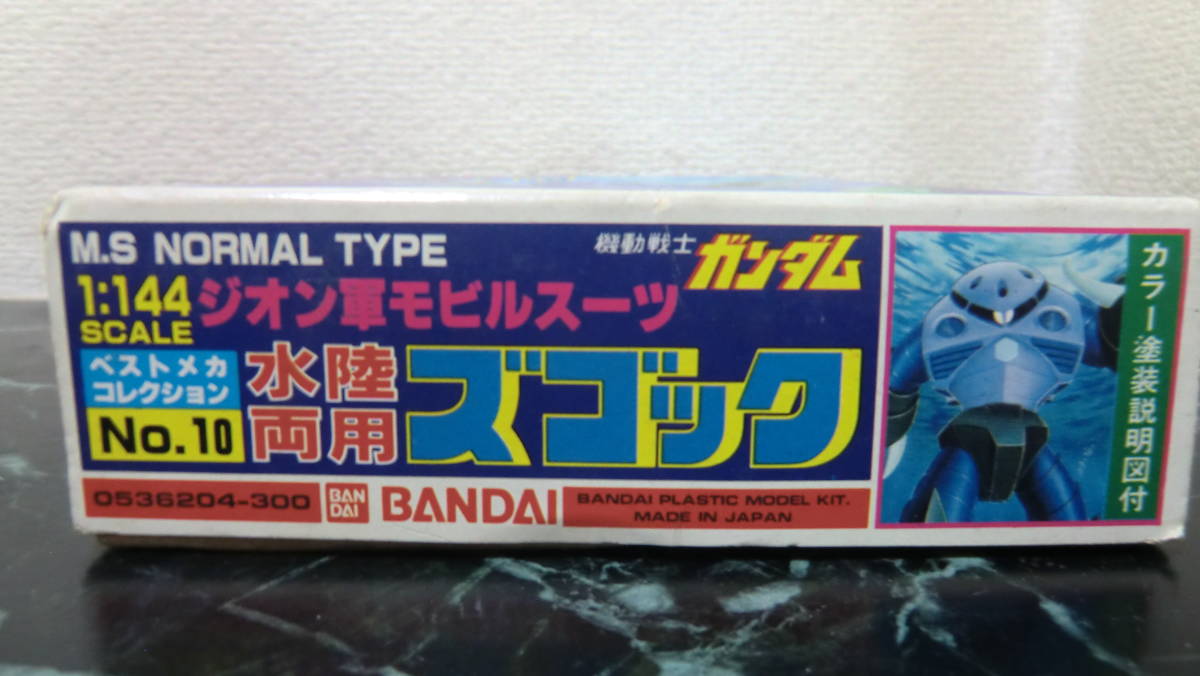 M.S NORMAL TYPE
機動戦士 ガンダム
1:144
SCALE
ジオン軍モビルスーツ
ベストメカ
コレクション
No.10
水陸
両用
ズゴック
0536204-300
BAN
DAI
BANDAI
BANDAI PLASTIC MODEL KIT.
MADE IN JAPAN
カラー塗装説明図付